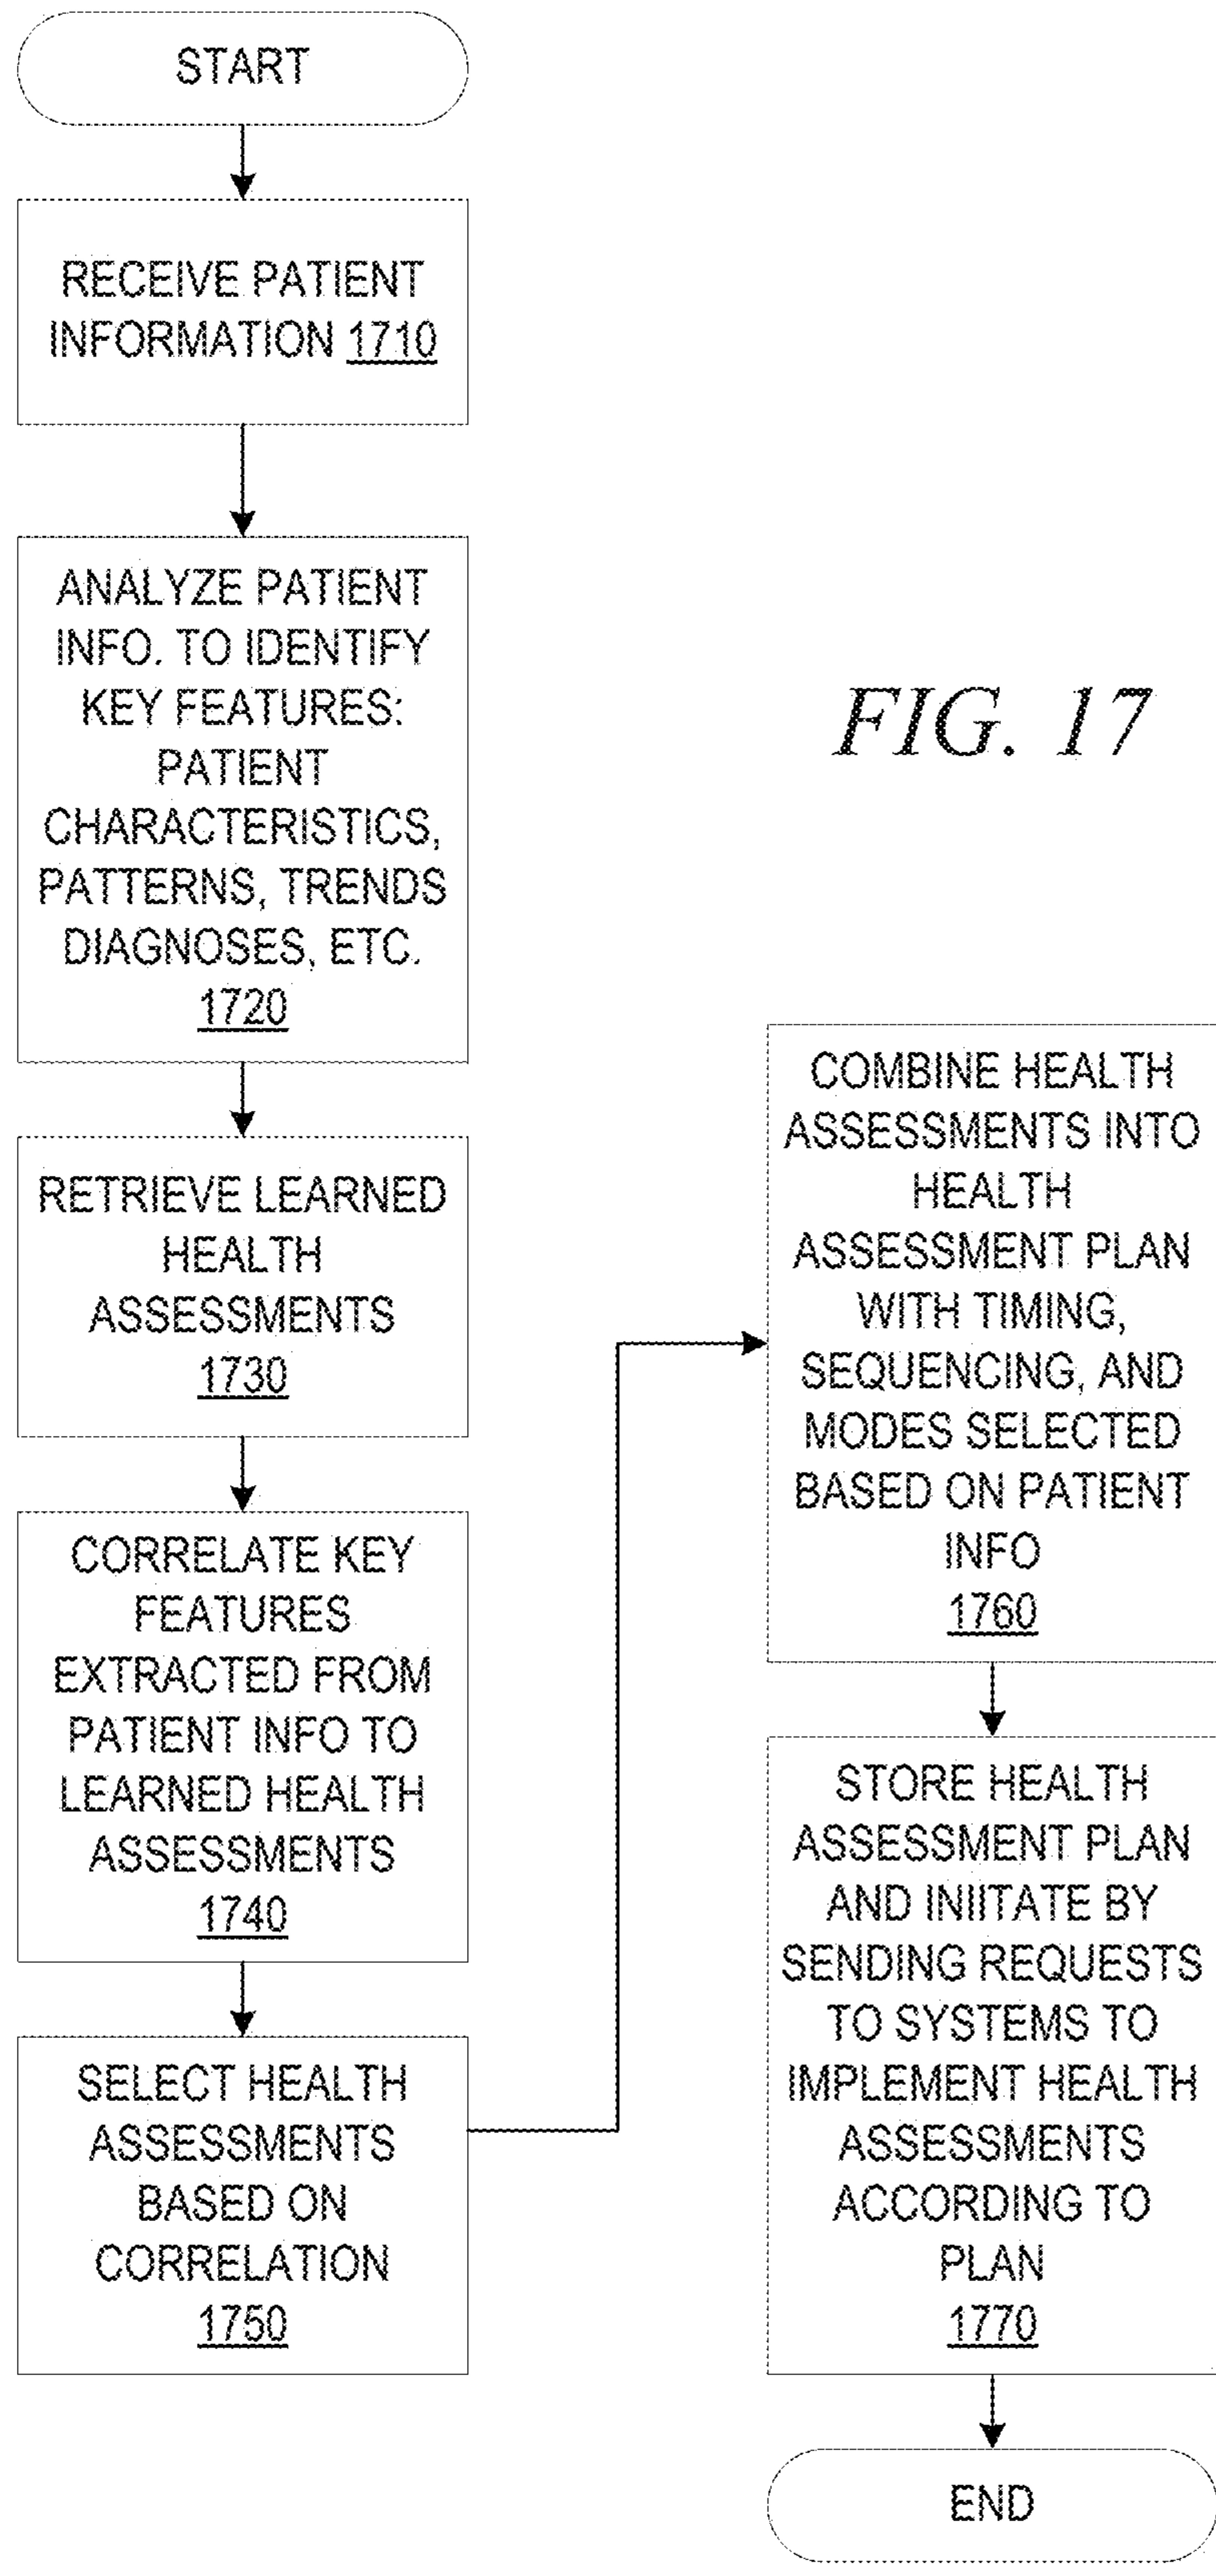 START
RECEIVE PATIENT
INFORMATION 1710
ANALYZE PATIENT
INFO. TO IDENTIFY
KEY FEATURES:
PATIENT
CHARACTERISTICS,
PATTERNS, TRENDS
DIAGNOSES, ETC.
1720
RETRIEVE LEARNED
HEALTH
ASSESSMENTS
1730
CORRELATE KEY
FEATURES
EXTRACTED FROM
PATIENT INFO TO
LEARNED HEALTH
ASSESSMENTS
1740
SELECT HEALTH
ASSESSMENTS
BASED ON
CORRELATION
1750
FIG. 17
COMBINE HEALTH
ASSESSMENTS INTO
HEALTH
ASSESSMENT PLAN
WITH TIMING,
SEQUENCING, AND
MODES SELECTED
BASED ON PATIENT
INFO
1760
STORE HEALTH
ASSESSMENT PLAN
AND INIITATE BY
SENDING REQUESTS
TO SYSTEMS TO
IMPLEMENT HEALTH
ASSESSMENTS
ACCORDING TO
PLAN
1770
END